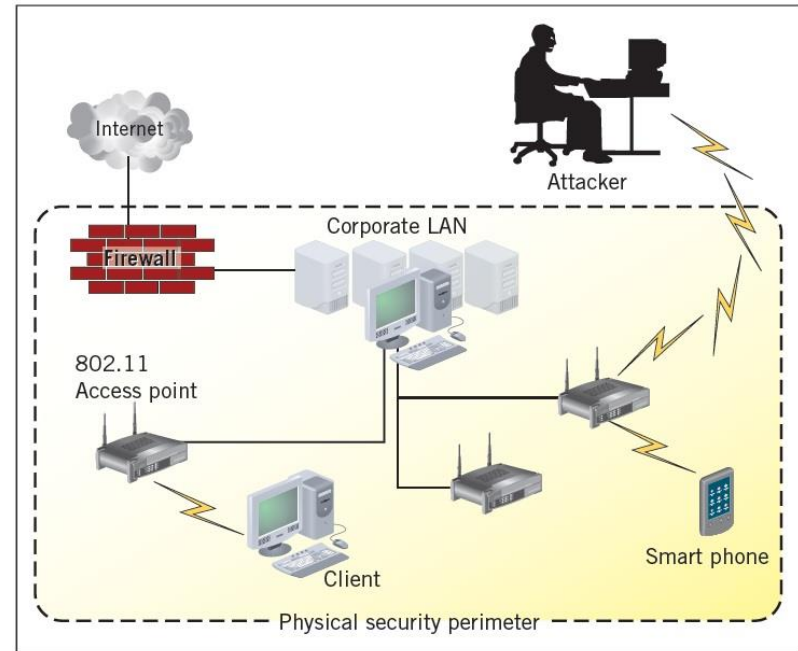 Internet
Attacker
Corporate LAN
Firewall
802.11
Access point
Client
Smart phone
Physical security perimeter